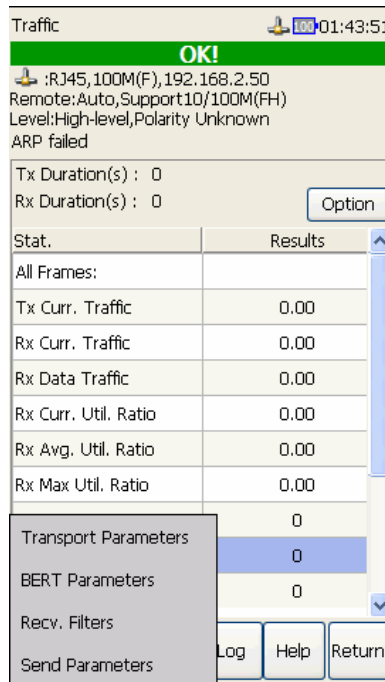 Traffic 100 01:43:51
OK!
:RJ45,100M(F),192.168.2.50
Remote:Auto,Support10/100M(FH)
Level:High-level,Polarity Unknown
ARP failed
Tx Duration(s) : 0
Rx Duration(s) : 0
Option
Stat. Results
All Frames:
Tx Curr. Traffic 0.00
Rx Curr. Traffic 0.00
Rx Data Traffic 0.00
Rx Curr. Util. Ratio 0.00
Rx Avg. Util. Ratio 0.00
Rx Max Util. Ratio 0.00
0
Transport Parameters
0
BERT Parameters
0
Recv. Filters
Log Help Return
Send Parameters